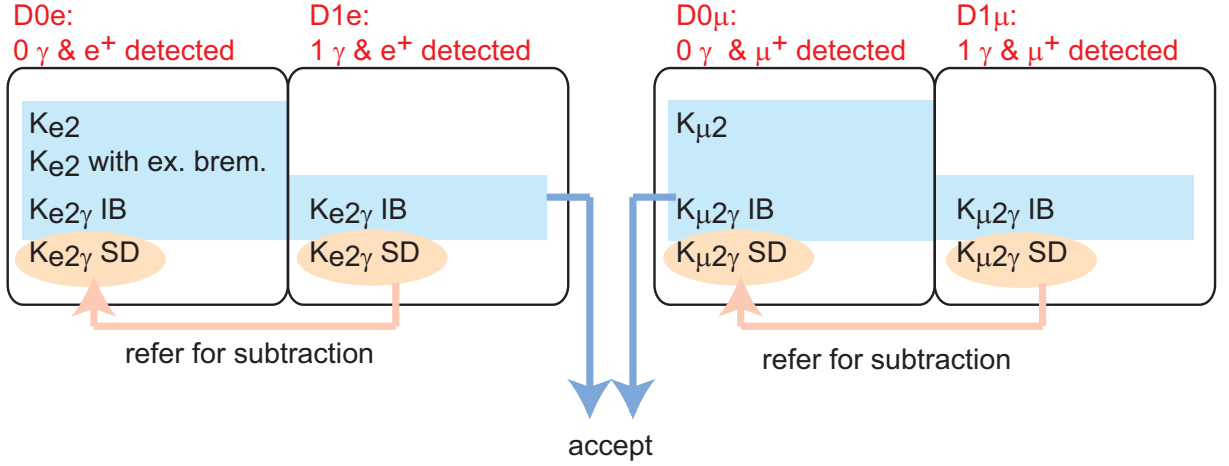 D0e:
0 γ & e⁺ detected
D1e:
1 γ & e⁺ detected
D0μ:
0 γ & μ⁺ detected
D1μ:
1 γ & μ⁺ detected
Ke2
Ke2 with ex. brem.
Ke2γ IB
Ke2γ SD
Ke2γ IB
Ke2γ SD
refer for subtraction
Kμ2
Kμ2γ IB
Kμ2γ SD
Kμ2γ IB
Kμ2γ SD
refer for subtraction
accept